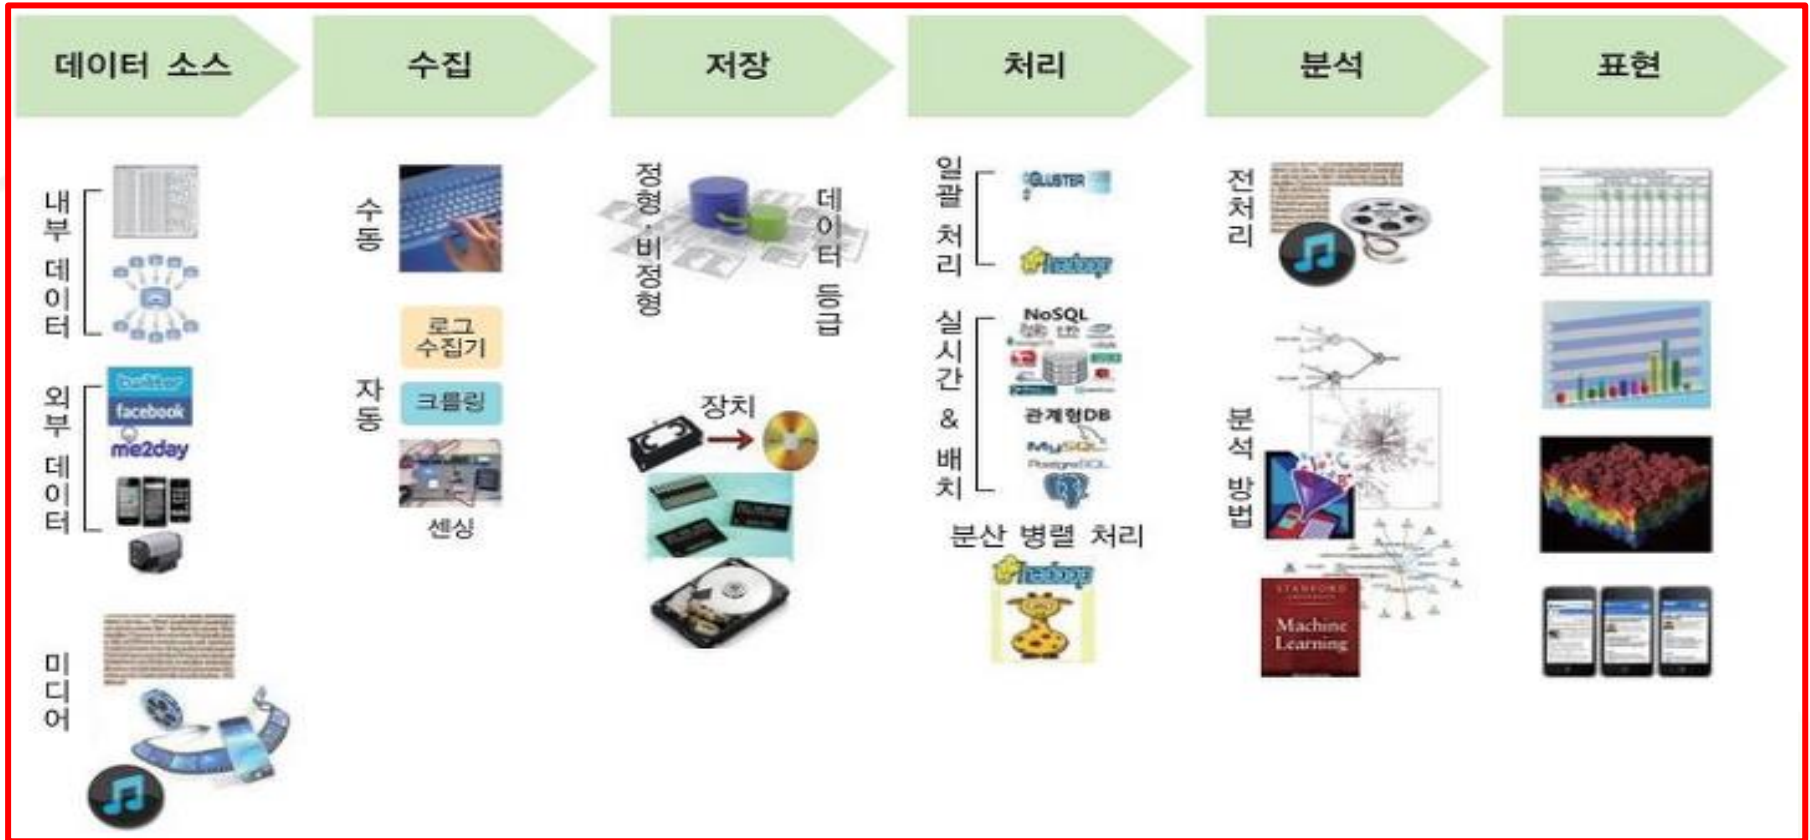 데이터 소스
수집
저장
처리
분석
표현
내부 데이터
외부 데이터
twitter
facebook
me2day
미디어
수동
자동
로그
수집기
크롤링
센싱
정형·비정형
데이터 등급
장치
일괄 처리
GLUSTER
hadoop
실시간 & 배치
NoSQL
관계형DB
MySQL
PostgreSQL
분산 병렬 처리
hadoop
전처리
분석 방법
STANFORD
UNIVERSITY
Machine
Learning